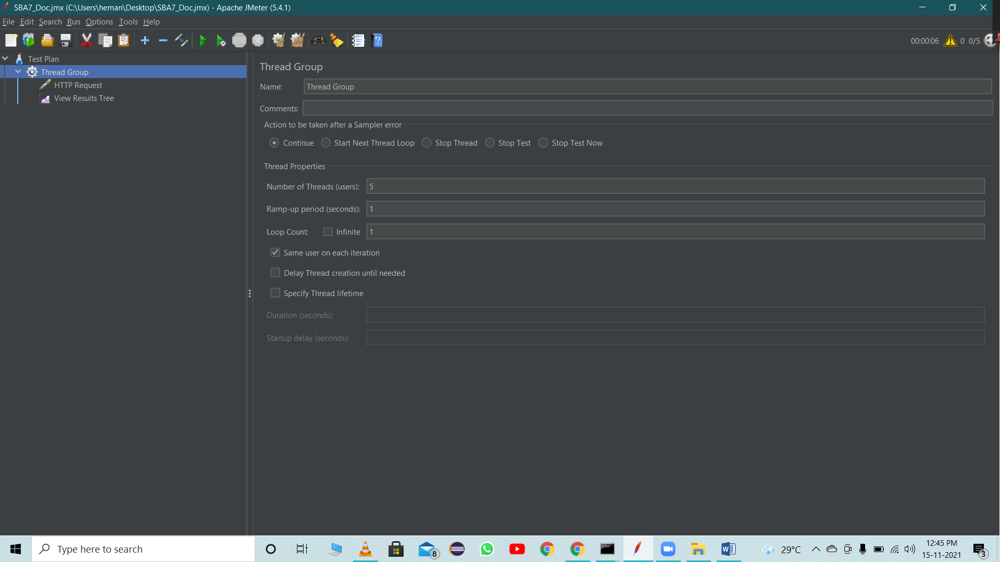 SBA7_Doc.jmx (C:\Users\heman\Desktop\SBA7_Doc.jmx) - Apache JMeter (5.4.1)
File Edit Search Run Options Tools Help
STOP
00:00:06 0 0/5
Test Plan
Thread Group
HTTP Request
View Results Tree
Thread Group
Name: Thread Group
Comments:
Action to be taken after a Sampler error
Continue Start Next Thread Loop Stop Thread Stop Test Stop Test Now
Thread Properties
Number of Threads (users): 5
Ramp-up period (seconds): 1
Loop Count: Infinite 1
Same user on each iteration
Delay Thread creation until needed
Specify Thread lifetime
Duration (seconds):
Startup delay (seconds):
Type here to search
8
W
29°C
12:45 PM
15-11-2021
3